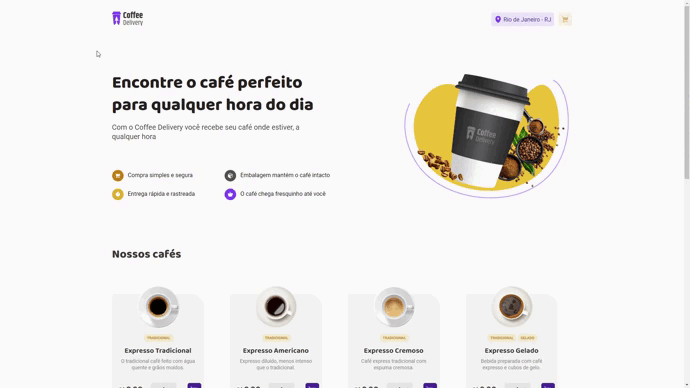 Coffee
Delivery
Rio de Janeiro - RJ
Encontre o café perfeito
para qualquer hora do dia
Com o Coffee Delivery você recebe seu café onde estiver, a
qualquer hora
Compra simples e segura
Embalagem mantém o café intacto
Entrega rápida e rastreada
O café chega fresquinho até você
Coffee
Delivery
Nossos cafés
TRADICIONAL
TRADICIONAL
TRADICIONAL
TRADICIONAL
GELADO
Expresso Tradicional
Expresso Americano
Expresso Cremoso
Expresso Gelado
O tradicional café feito com água
quente e grãos moídos.
Expresso diluído, menos intenso
que o tradicional.
Café expresso tradicional com
espuma cremosa.
Bebida preparada com café
expresso e cubos de gelo.